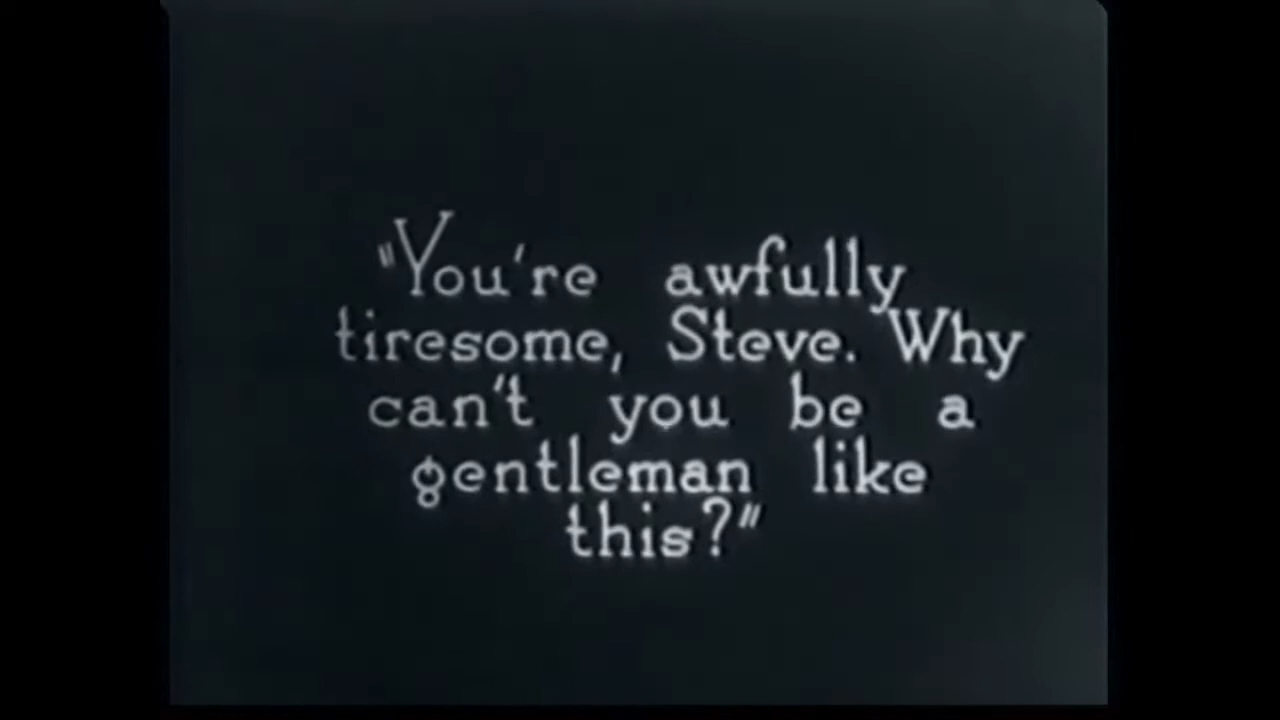 "You're awfully
tiresome, Steve. Why
can't you be a
gentleman like
this?"